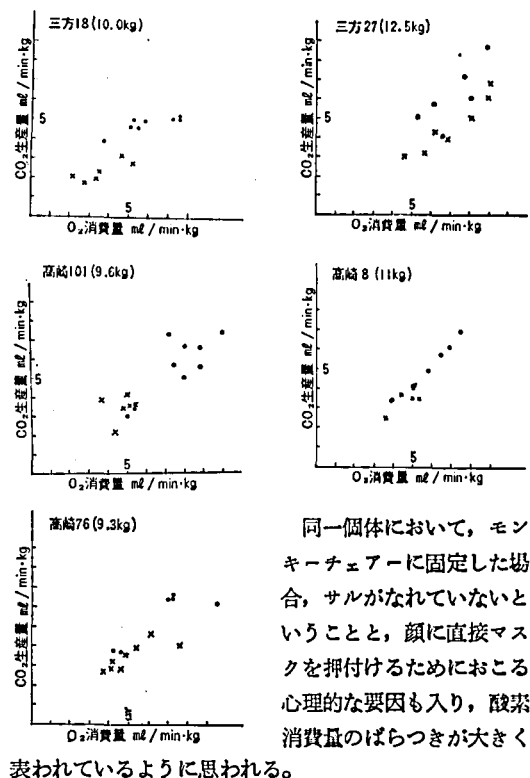 三方18(10.0kg)
CO₂生産量 ml / min·kg
5
5
O₂消費量 ml / min·kg
三方27(12.5kg)
CO₂生産量 ml / min·kg
5
5
O₂消費量 ml / min·kg
高崎101(9.6kg)
CO₂生産量 ml / min·kg
5
5
O₂消費量 ml / min·kg
高崎8(11kg)
CO₂生産量 ml / min·kg
5
5
O₂消費量 ml / min·kg
高崎76(9.3kg)
CO₂生産量 ml / min·kg
5
O₂消費量 ml / min·kg
同一個体において,モン
キーチェアーに固定した場
合,サルがなれていないと
いうことと,顔に直接マス
クを押付けるためにおこる
心理的な要因も入り,酸素
消費量のばらつきが大きく
表われているように思われる。